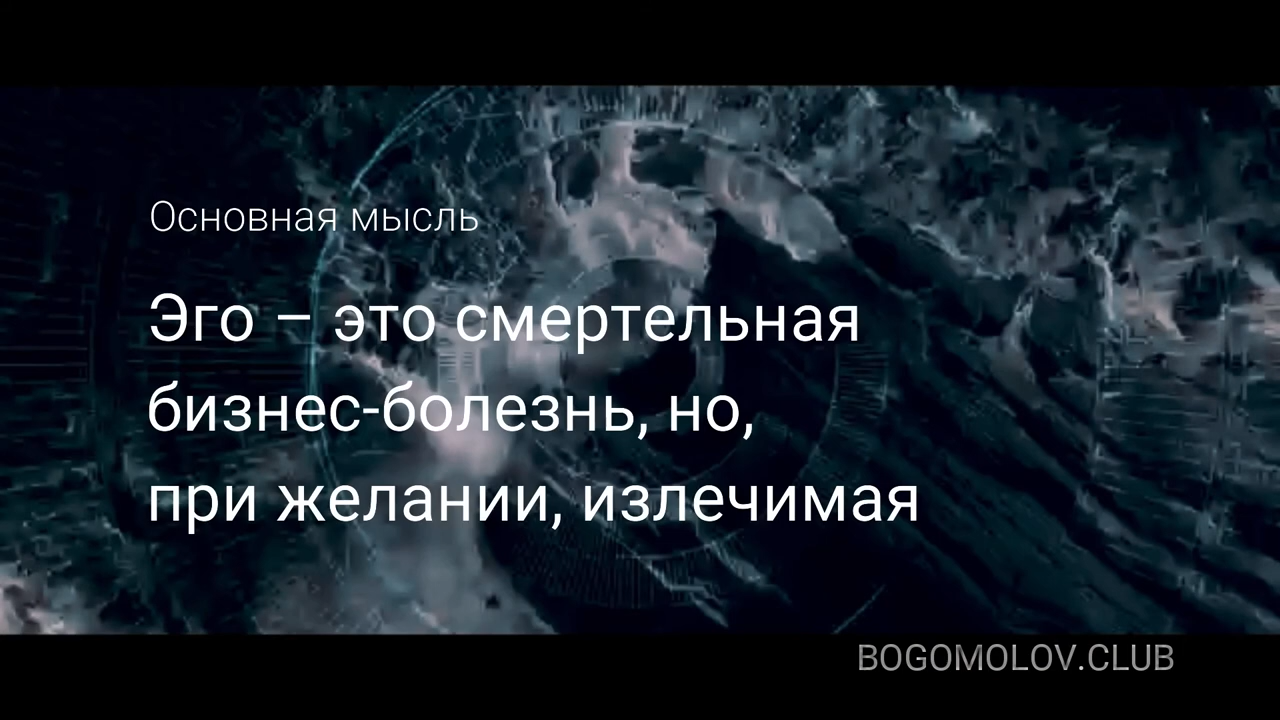 Основная мысль
Эго – это смертельная
бизнес-болезнь, но,
при желании, излечимая
BOGOMOLOV.CLUB